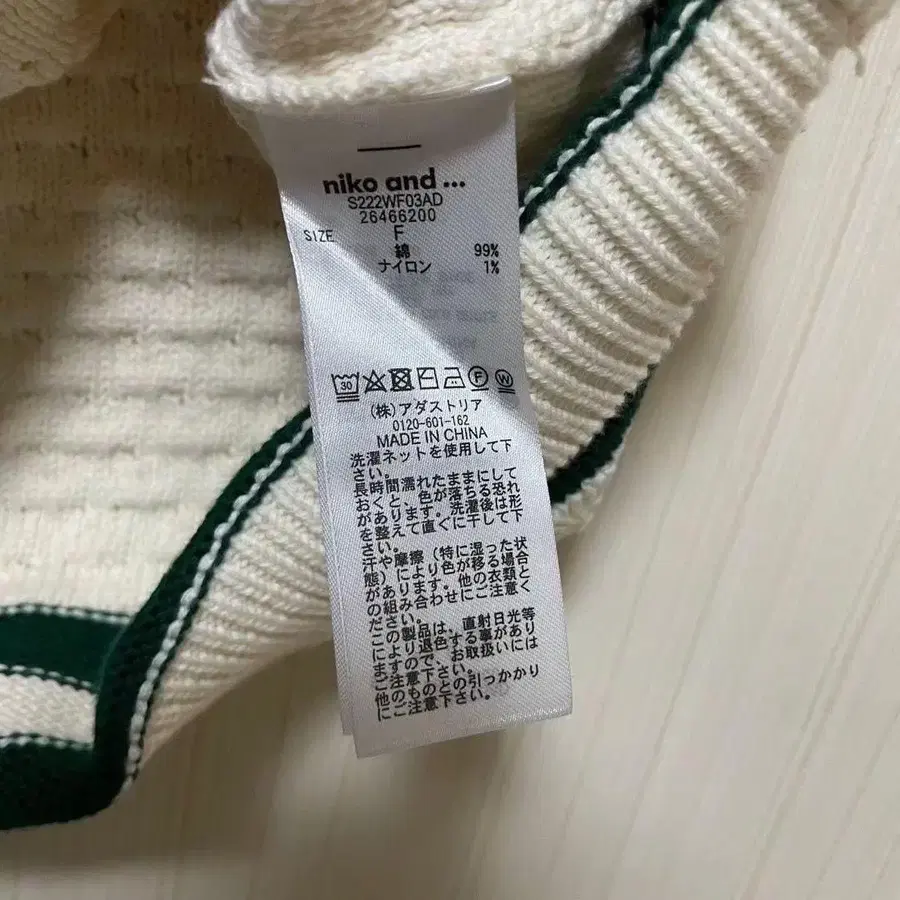 niko and ...
S222WF03AD
26466200
SIZE F
綿 99%
ナイロン 1%
30 F W
(株)アダストリア
0120-601-162
MADE IN CHINA
洗濯ネットを使用して下
さい。
長時間濡れたままにして
おくと、色が落ちる恐れ
があります。洗濯後は形
を整えて直ぐに干して下
さい。
汗や摩擦（特に湿った状
態）により色が移る場合
があります。他の衣類と
の組み合わせにご注意く
ださい。
この製品は、直射日光等
により退色する事があり
ますので、お取扱いには
ご注意下さい。
他のものとの引っかかり
にご注意下さい。